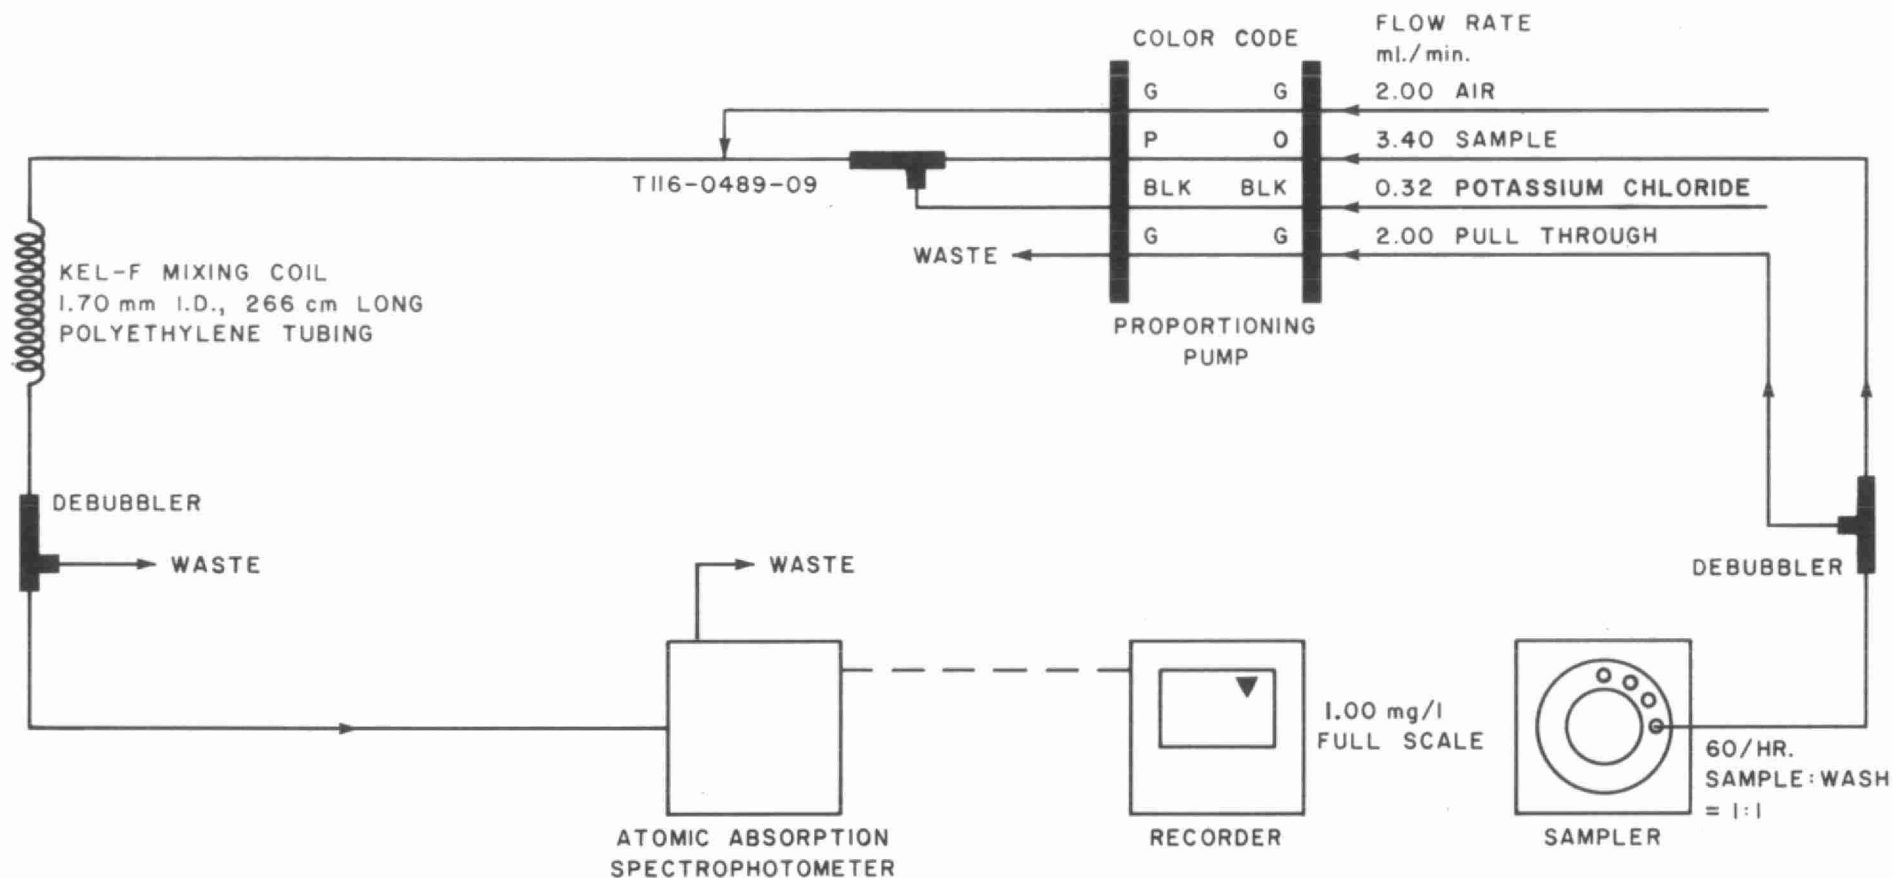 COLOR CODE
FLOW RATE
ml./min.
G G 2.00 AIR
P O 3.40 SAMPLE
T116-0489-09
BLK BLK 0.32 POTASSIUM CHLORIDE
WASTE G G 2.00 PULL THROUGH
PROPORTIONING
PUMP
KEL-F MIXING COIL
1.70 mm I.D., 266 cm LONG
POLYETHYLENE TUBING
DEBUBBLER
WASTE
WASTE
DEBUBBLER
1.00 mg/l
FULL SCALE
60/HR.
SAMPLE:WASH
= 1:1
ATOMIC ABSORPTION
SPECTROPHOTOMETER
RECORDER
SAMPLER